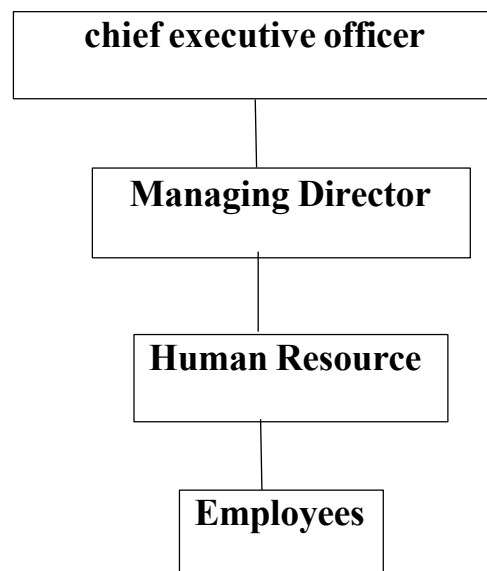 chief executive officer
Managing Director
Human Resource
Employees